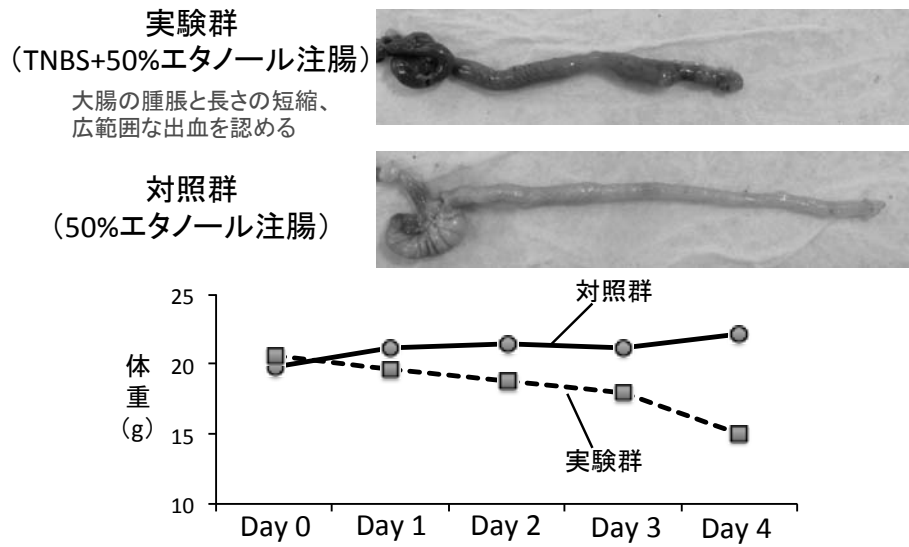 実験群
（TNBS+50%エタノール注腸）
大腸の腫脹と長さの短縮、
広範囲な出血を認める
対照群
（50%エタノール注腸）
25
20
15
10
体
重
(g)
対照群
実験群
Day 0
Day 1
Day 2
Day 3
Day 4